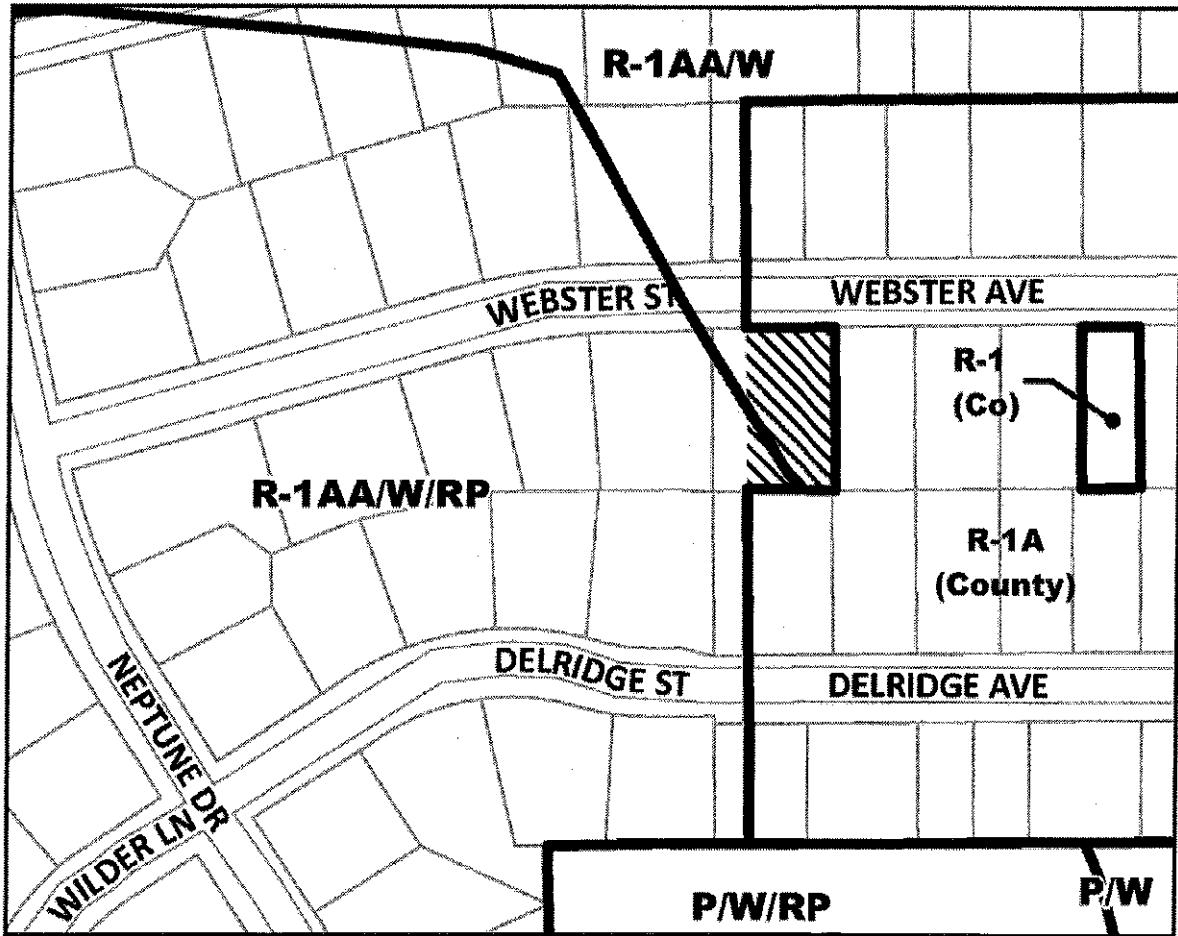 R-1AA/W
WEBSTER ST
WEBSTER AVE
R-1
(Co)
R-1AA/W/RP
R-1A
(County)
NEPTUNE DR
DELRIDGE ST
DELRIDGE AVE
WILDER LN
P/W/RP
P/W